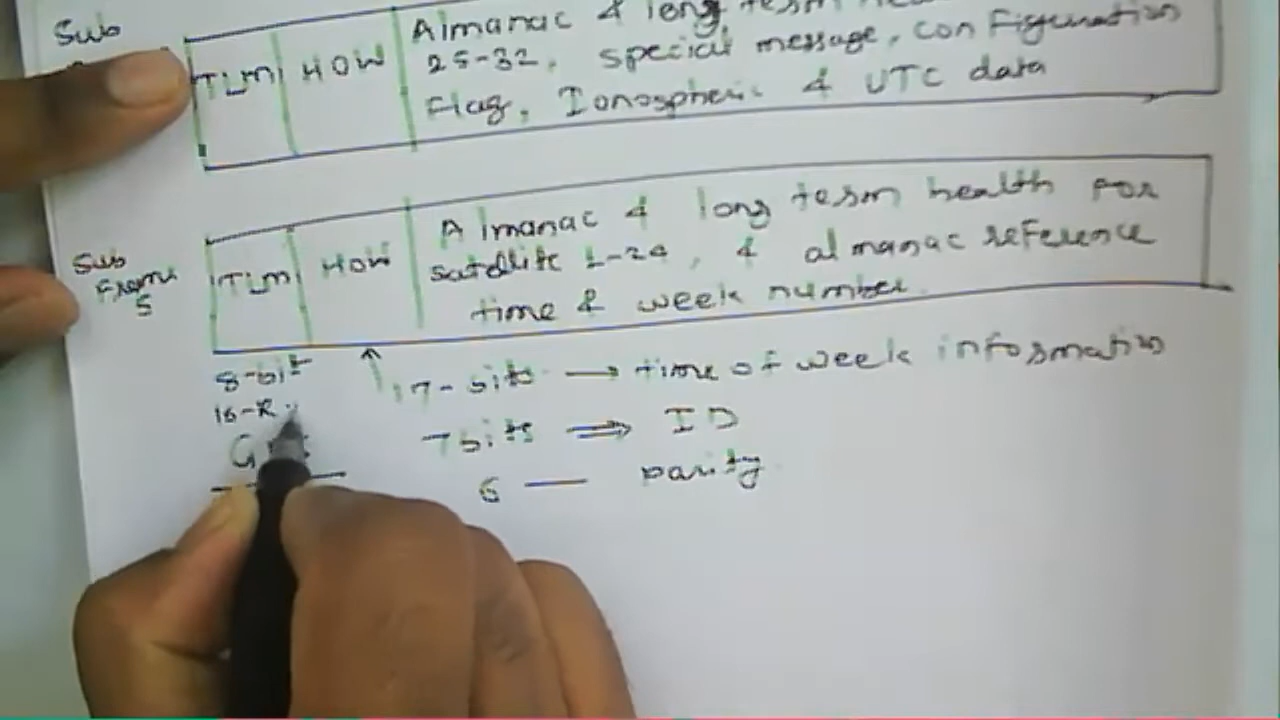 Sub
TLM HOW Almanac & long term
25-32, special message, configuration
Flag, Ionospheric & UTC data
Sub
Frame
5
TLM HOW Almanac & long term health for
satellite 1-24, & almanac reference
time & week number
8-bit 17-bits → time of week information
16-R
7bits ⇒ ID
6 — parity